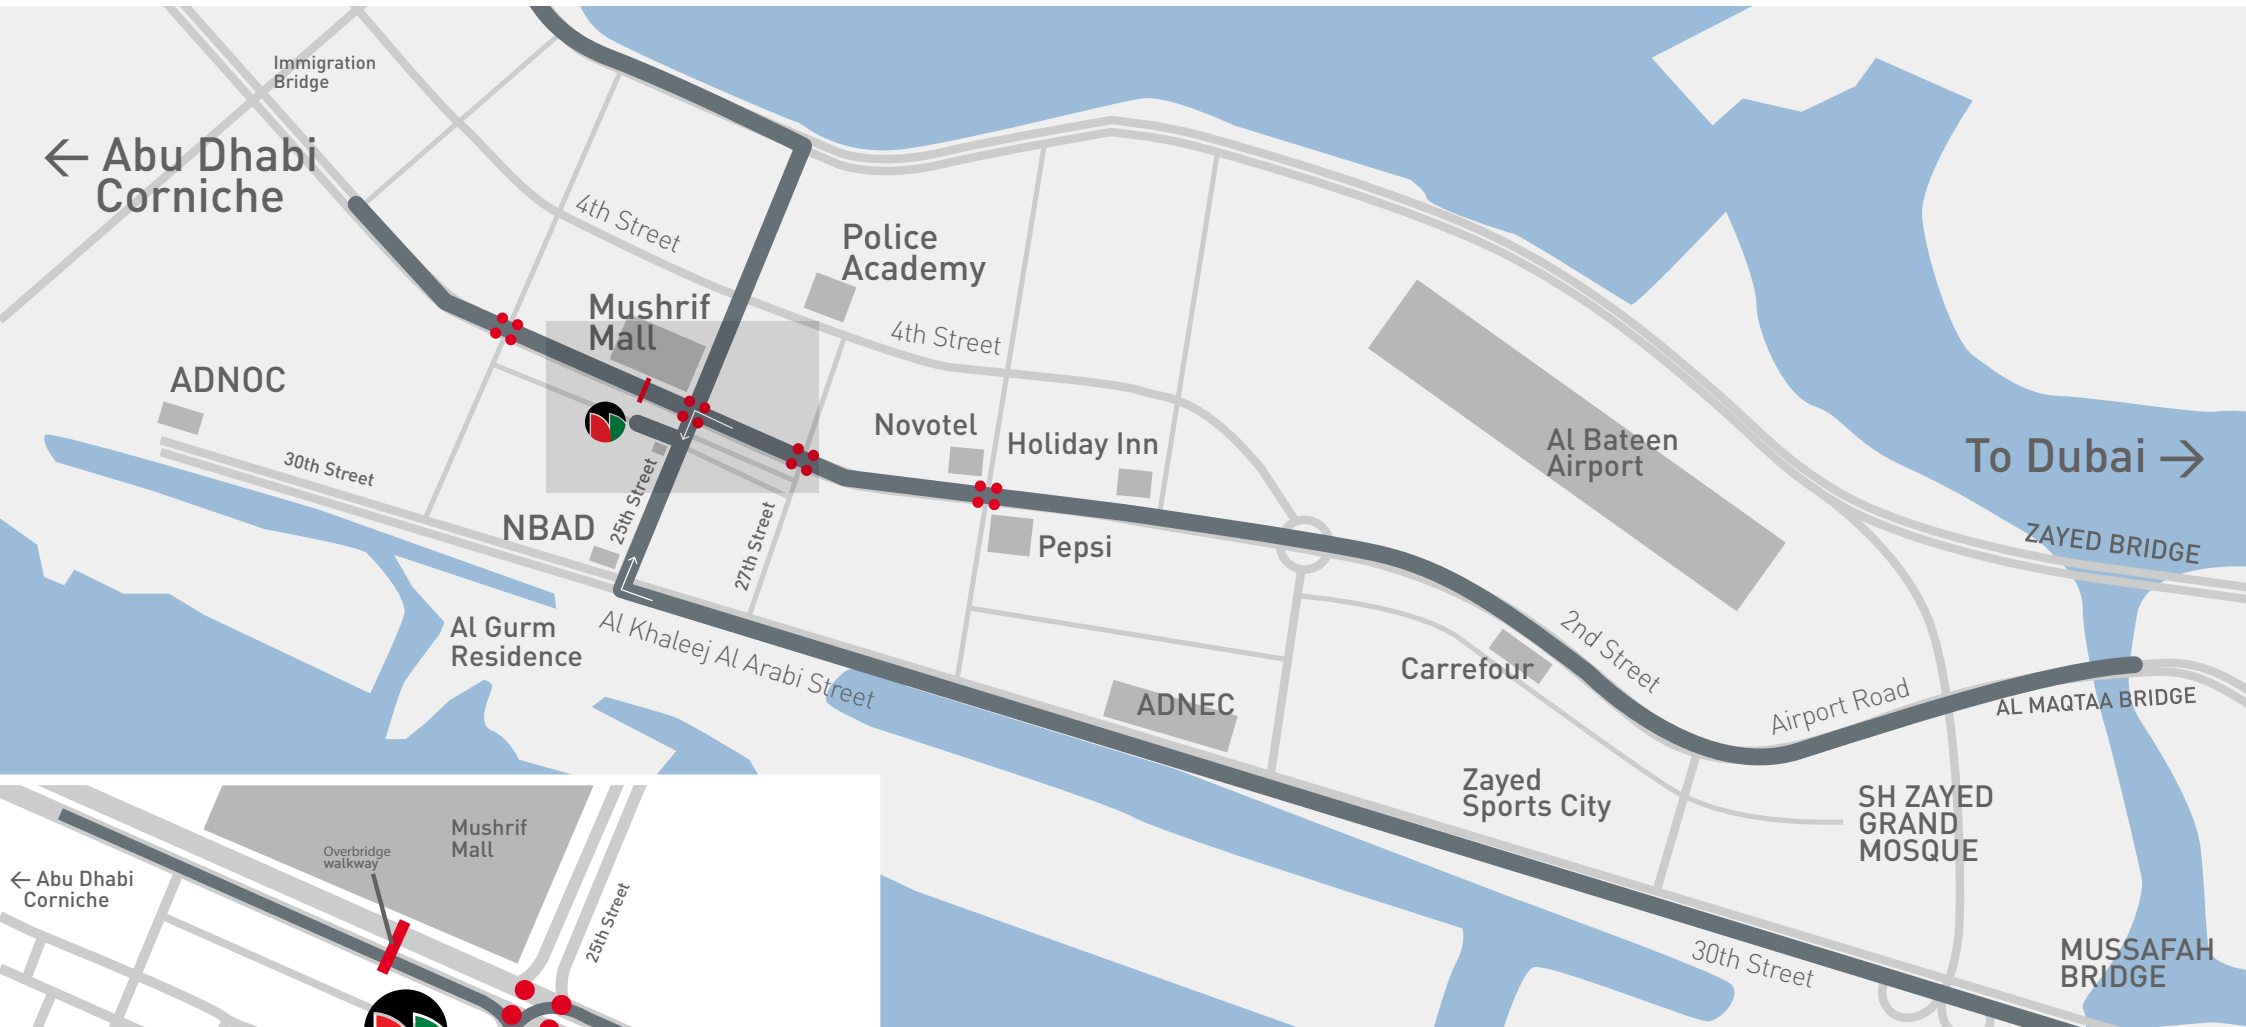 Immigration
Bridge
← Abu Dhabi
Corniche
4th Street
Police
Academy
Mushrif
Mall
4th Street
ADNOC
Novotel
Holiday Inn
Al Bateen
Airport
To Dubai →
30th Street
25th Street
NBAD
27th Street
Pepsi
ZAYED BRIDGE
Al Gurm
Residence
Al Khaleej Al Arabi Street
2nd Street
Carrefour
ADNEC
Airport Road
AL MAQTAA BRIDGE
Zayed
Sports City
SH ZAYED
GRAND
MOSQUE
30th Street
MUSSAFAH
BRIDGE
Mushrif
Mall
Overbridge
walkway
← Abu Dhabi
Corniche
25th Street